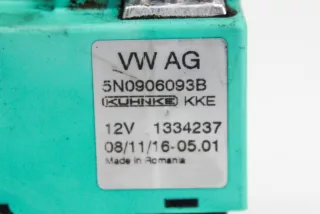 VW AG
5N0906093B
KUHNKE KKE
12V 1334237
08/11/16-05.01
Made in Romania